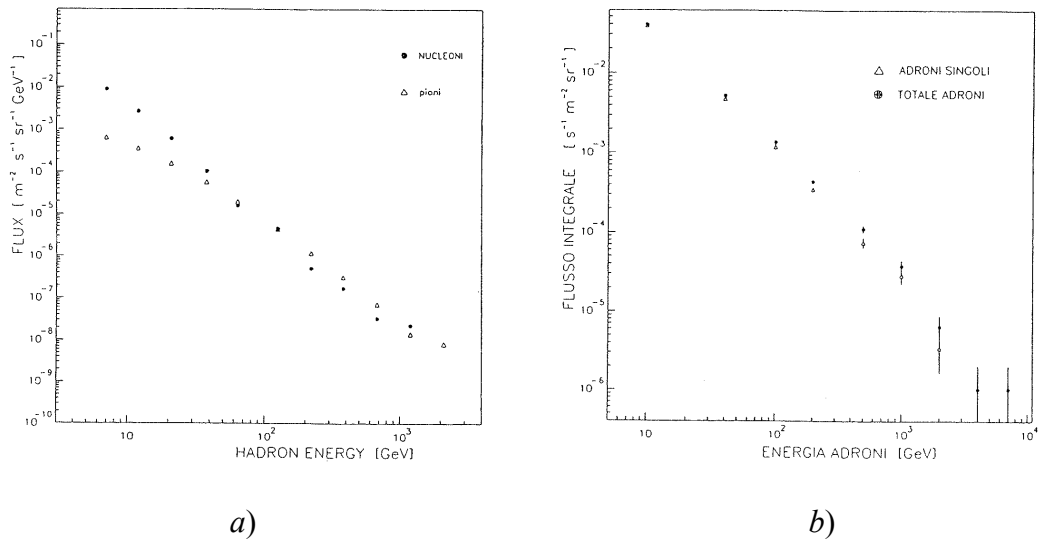 FLUX [ m⁻² s⁻¹ sr⁻¹ GeV⁻¹ ]
10⁻¹
10⁻²
10⁻³
10⁻⁴
10⁻⁵
10⁻⁶
10⁻⁷
10⁻⁸
10⁻⁹
10⁻¹⁰
NUCLEONI
pioni
10 10² 10³
HADRON ENERGY [GeV]
a)
FLUSSO INTEGRALE [ s⁻¹ m⁻² sr⁻¹ ]
10⁻²
10⁻³
10⁻⁴
10⁻⁵
10⁻⁶
ADRONI SINGOLI
TOTALE ADRONI
10 10² 10³ 10⁴
ENERGIA ADRONI [GeV]
b)